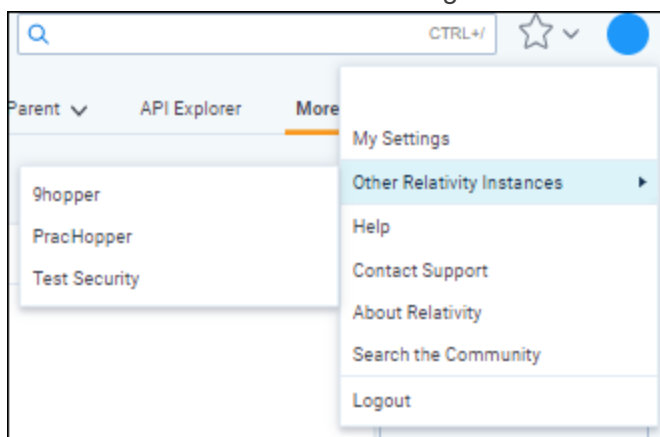 CTRL+/
Parent API Explorer More
My Settings
Other Relativity Instances
Help
Contact Support
About Relativity
Search the Community
Logout
9hopper
PracHopper
Test Security